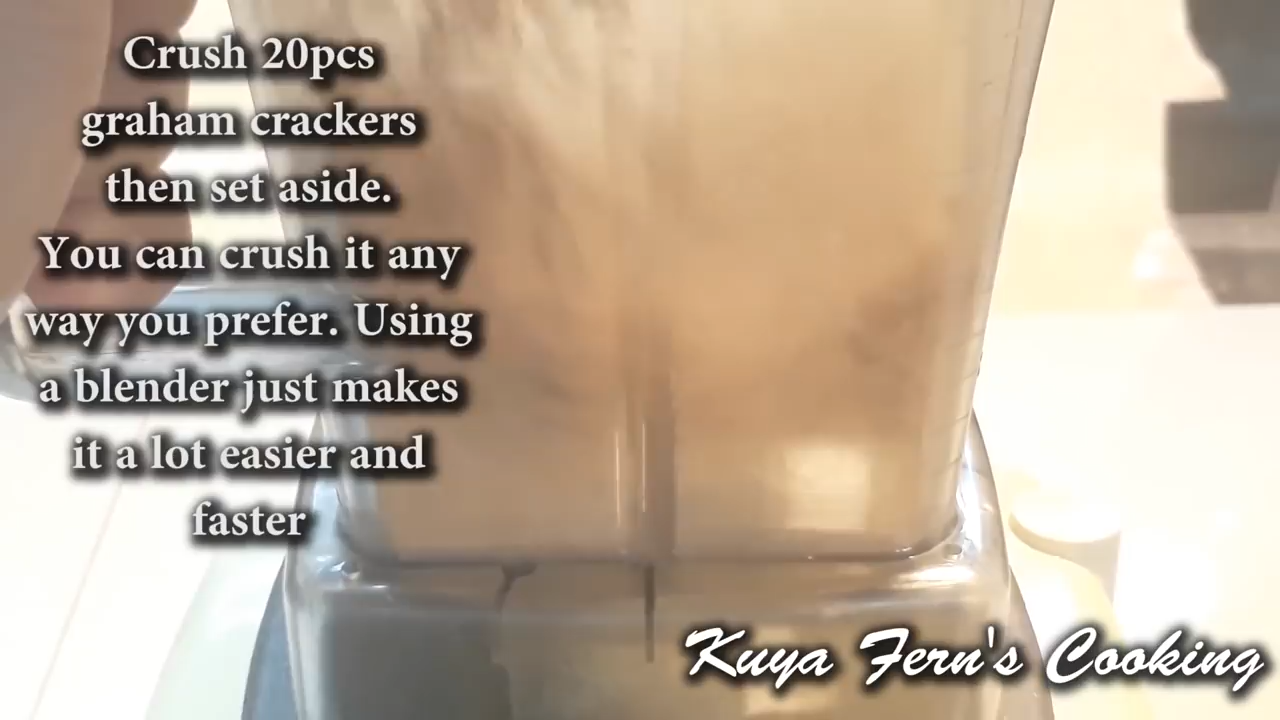 Crush 20pcs
graham crackers
then set aside.
You can crush it any
way you prefer. Using
a blender just makes
it a lot easier and
faster
Kuya Fern's Cooking